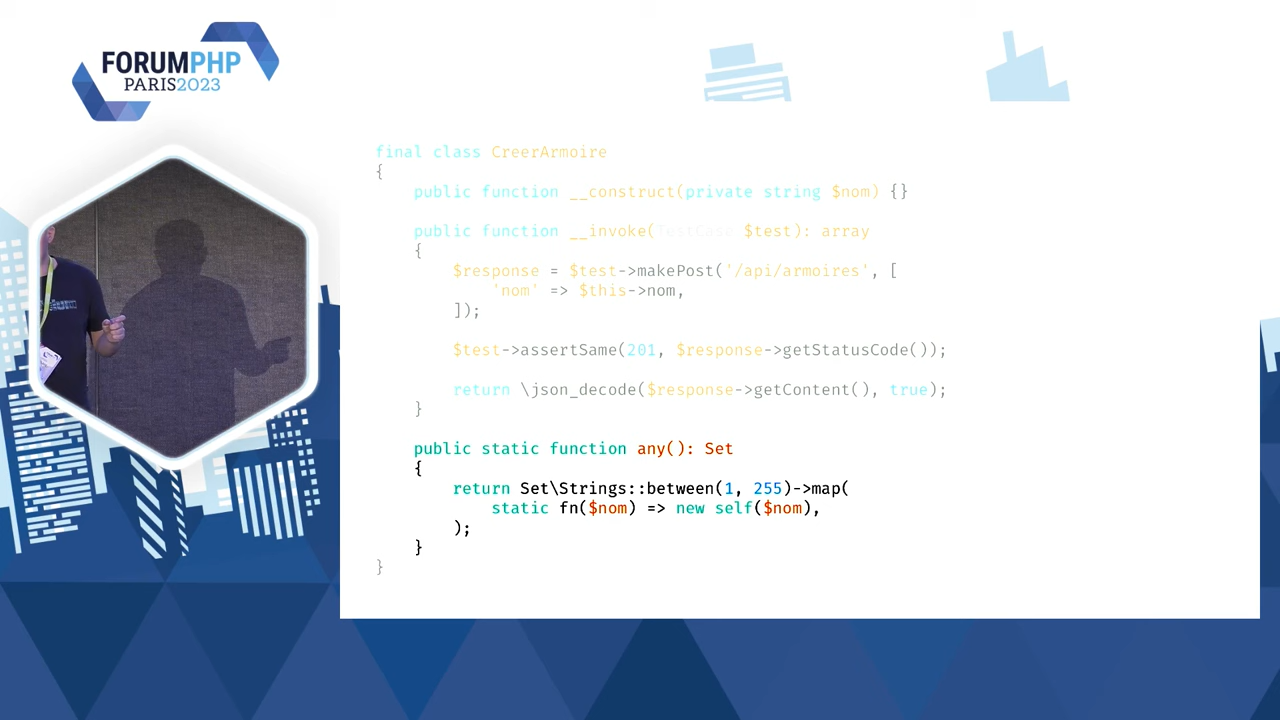 FORUMPHP
PARIS2023
final class CreerArmoire
{
    public function __construct(private string $nom) {}
    public function __invoke(TestCase $test): array
    {
        $response = $test->makePost('/api/armoires', [
            'nom' => $this->nom,
        ]);
        $test->assertSame(201, $response->getStatusCode());
        return \json_decode($response->getContent(), true);
    }
    public static function any(): Set
    {
        return Set\Strings::between(1, 255)->map(
            static fn($nom) => new self($nom),
        );
    }
}